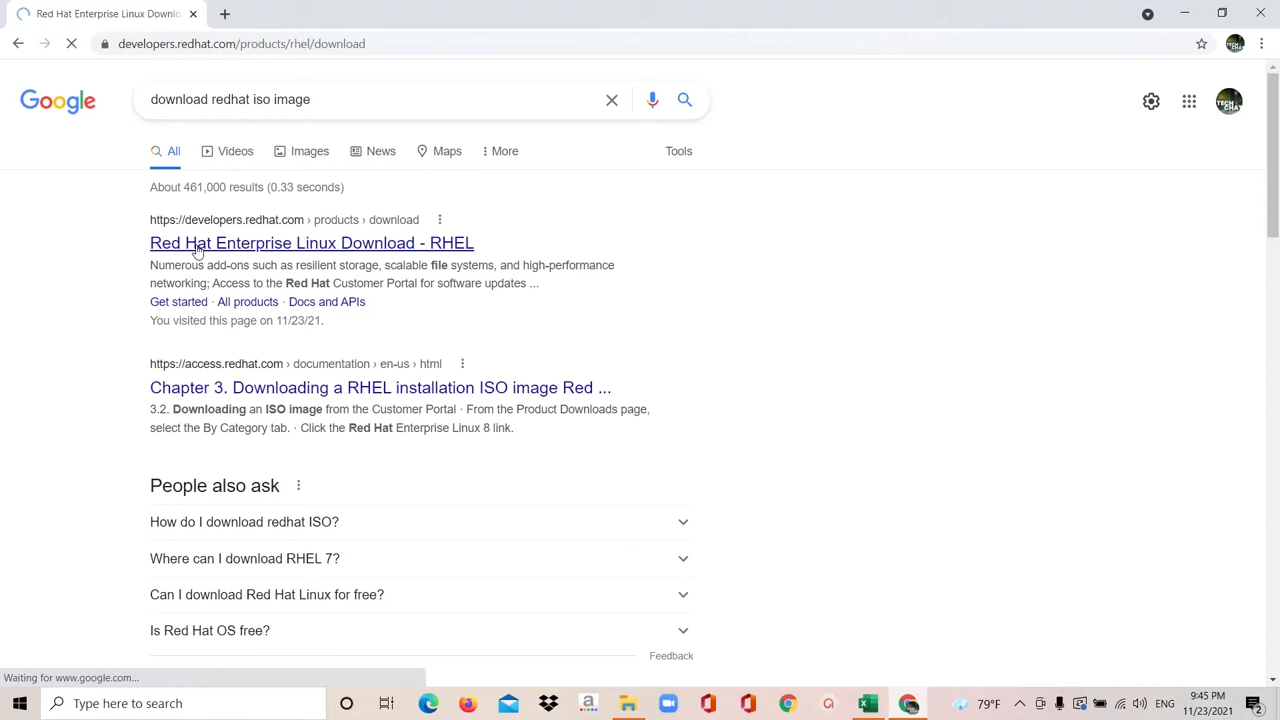 Red Hat Enterprise Linux Downlo
developers.redhat.com/products/rhel/download
Google
download redhat iso image
TECH
CHAT
All Videos Images News Maps More Tools
About 461,000 results (0.33 seconds)
https://developers.redhat.com › products › download
Red Hat Enterprise Linux Download - RHEL
Numerous add-ons such as resilient storage, scalable file systems, and high-performance
networking; Access to the Red Hat Customer Portal for software updates ...
Get started · All products · Docs and APIs
You visited this page on 11/23/21.
https://access.redhat.com › documentation › en-us › html
Chapter 3. Downloading a RHEL installation ISO image Red ...
3.2. Downloading an ISO image from the Customer Portal · From the Product Downloads page,
select the By Category tab. · Click the Red Hat Enterprise Linux 8 link.
People also ask
How do I download redhat ISO?
Where can I download RHEL 7?
Can I download Red Hat Linux for free?
Is Red Hat OS free?
Feedback
Waiting for www.google.com...
Type here to search
79°F
ENG
9:45 PM
11/23/2021
2